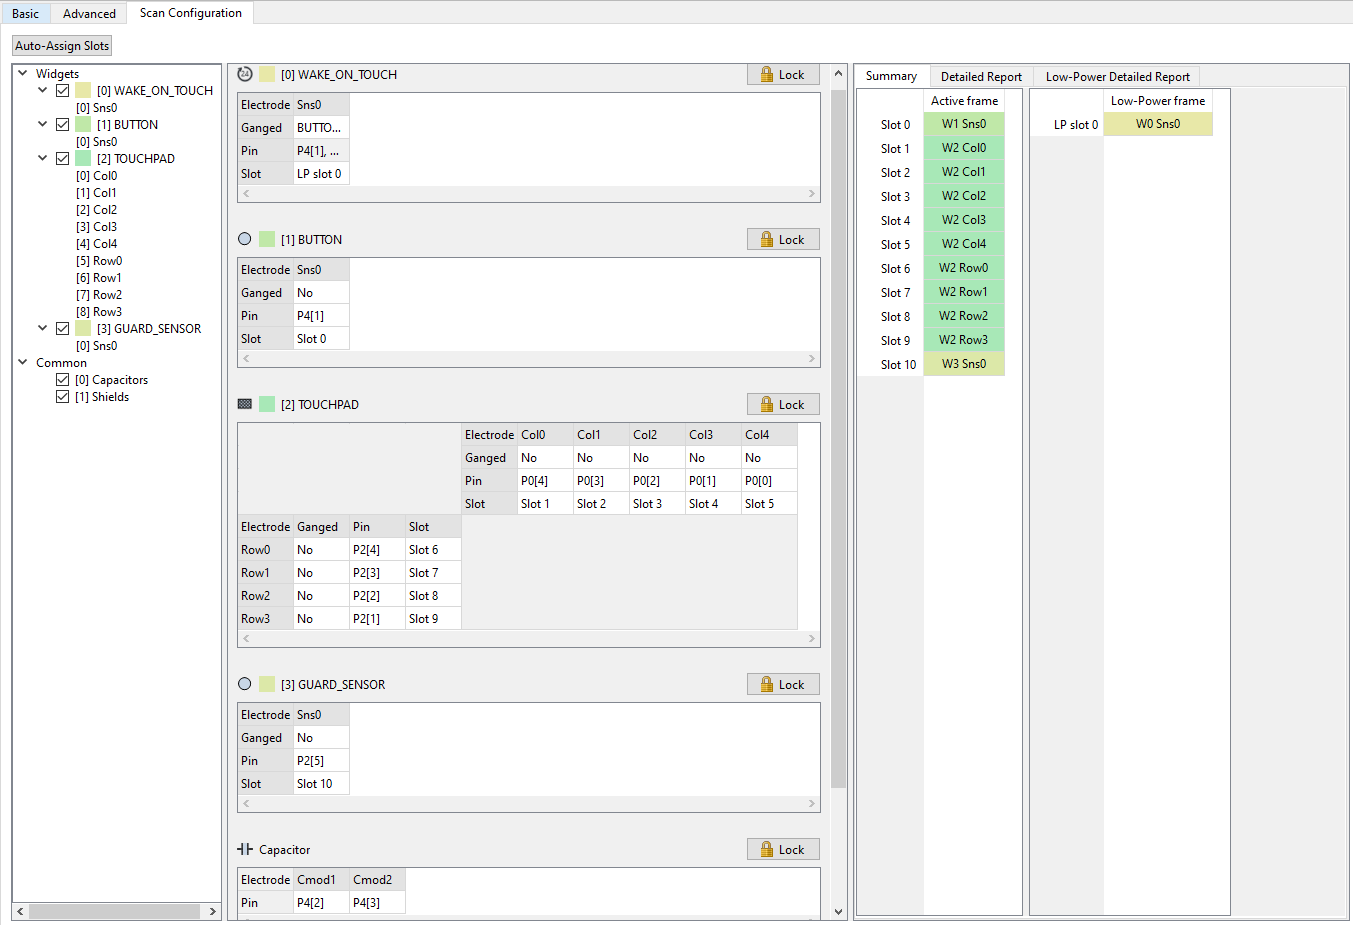 Basic Advanced Scan Configuration
Auto-Assign Slots
Widgets
[0] WAKE_ON_TOUCH
[0] Sns0
[1] BUTTON
[0] Sns0
[2] TOUCHPAD
[0] Col0
[1] Col1
[2] Col2
[3] Col3
[4] Col4
[5] Row0
[6] Row1
[7] Row2
[8] Row3
[3] GUARD_SENSOR
[0] Sns0
Common
[0] Capacitors
[1] Shields
24 [0] WAKE_ON_TOUCH Lock
Electrode Sns0
Ganged BUTTO...
Pin P4[1], ...
Slot LP slot 0
[1] BUTTON Lock
Electrode Sns0
Ganged No
Pin P4[1]
Slot Slot 0
[2] TOUCHPAD Lock
Electrode Col0 Col1 Col2 Col3 Col4
Ganged No No No No No
Pin P0[4] P0[3] P0[2] P0[1] P0[0]
Slot Slot 1 Slot 2 Slot 3 Slot 4 Slot 5
Electrode Ganged Pin Slot
Row0 No P2[4] Slot 6
Row1 No P2[3] Slot 7
Row2 No P2[2] Slot 8
Row3 No P2[1] Slot 9
[3] GUARD_SENSOR Lock
Electrode Sns0
Ganged No
Pin P2[5]
Slot Slot 10
Capacitor Lock
Electrode Cmod1 Cmod2
Pin P4[2] P4[3]
Summary Detailed Report Low-Power Detailed Report
Active frame
Slot 0 W1 Sns0
Slot 1 W2 Col0
Slot 2 W2 Col1
Slot 3 W2 Col2
Slot 4 W2 Col3
Slot 5 W2 Col4
Slot 6 W2 Row0
Slot 7 W2 Row1
Slot 8 W2 Row2
Slot 9 W2 Row3
Slot 10 W3 Sns0
Low-Power frame
LP slot 0 W0 Sns0